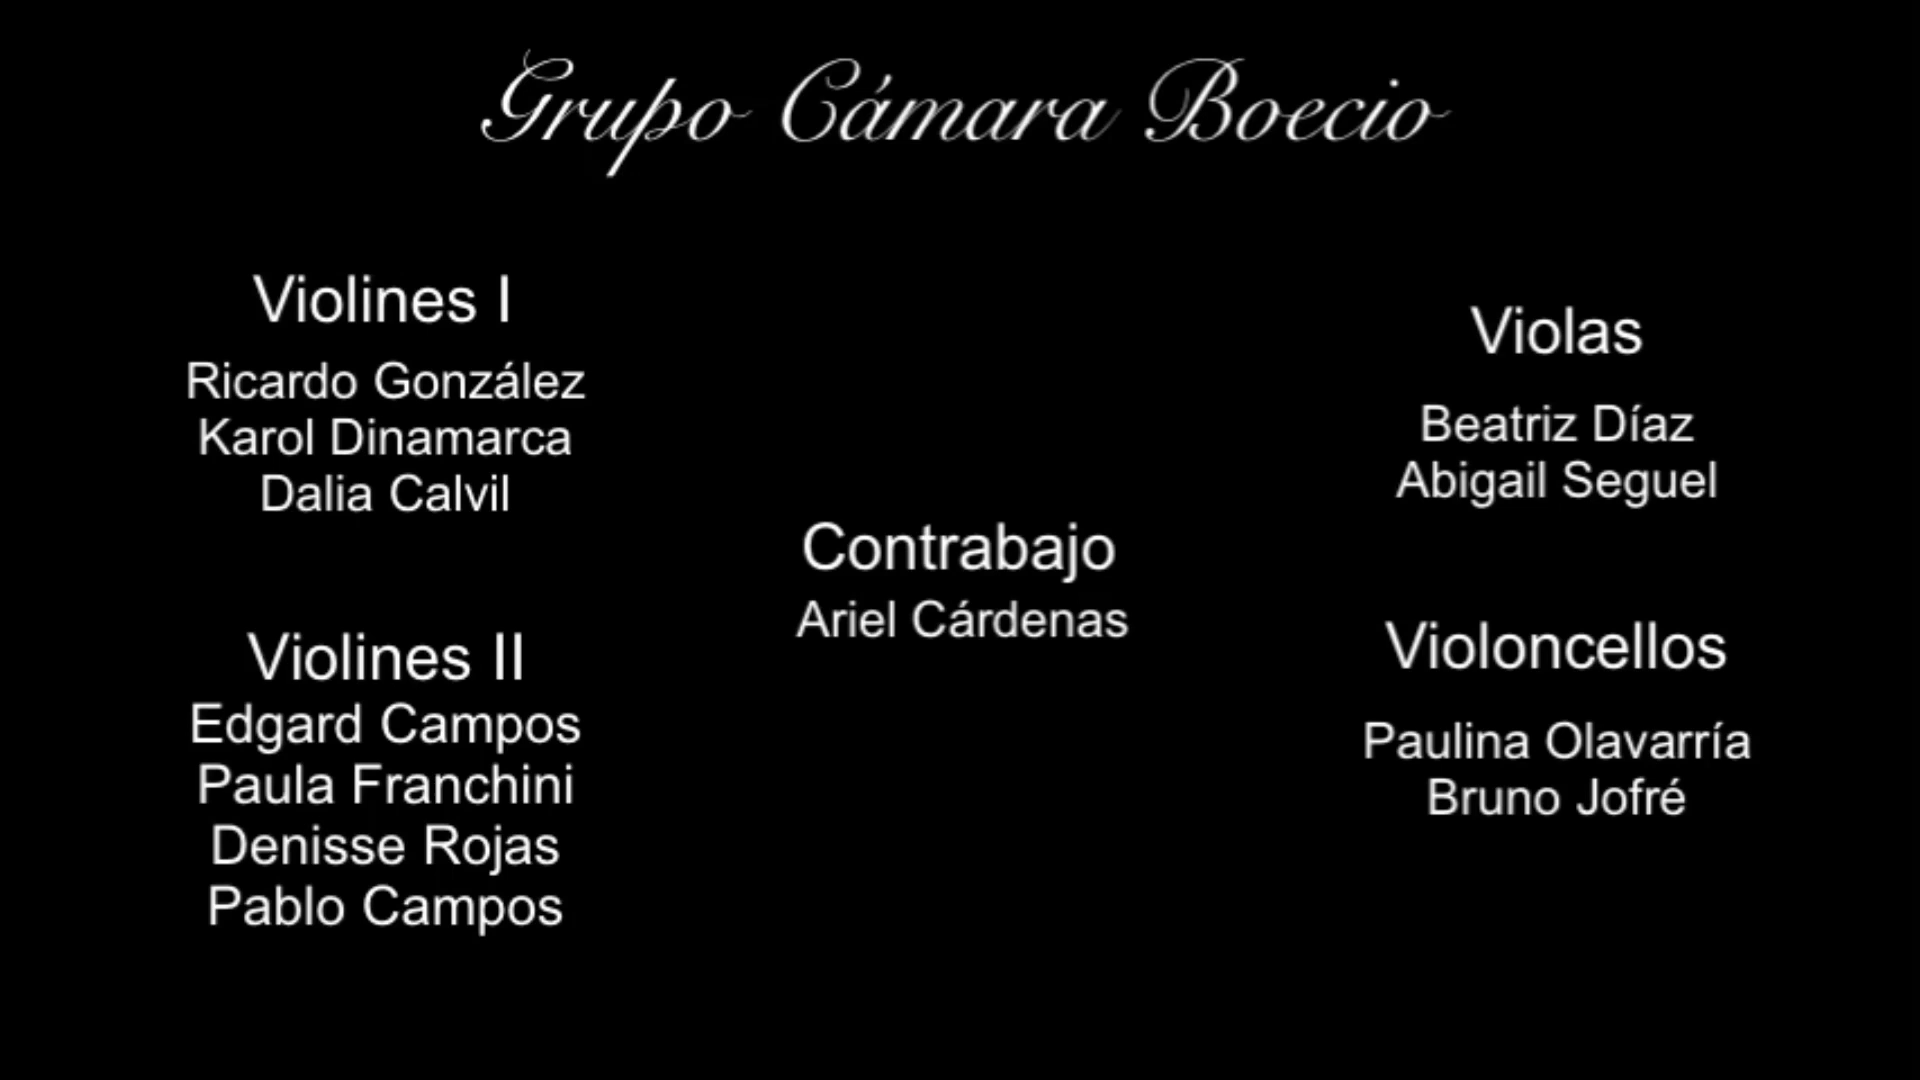 Grupo Cámara Boecio
Violines I
Ricardo González
Karol Dinamarca
Dalia Calvil
Violines II
Edgard Campos
Paula Franchini
Denisse Rojas
Pablo Campos
Contrabajo
Ariel Cárdenas
Violas
Beatriz Díaz
Abigail Seguel
Violoncellos
Paulina Olavarría
Bruno Jofré